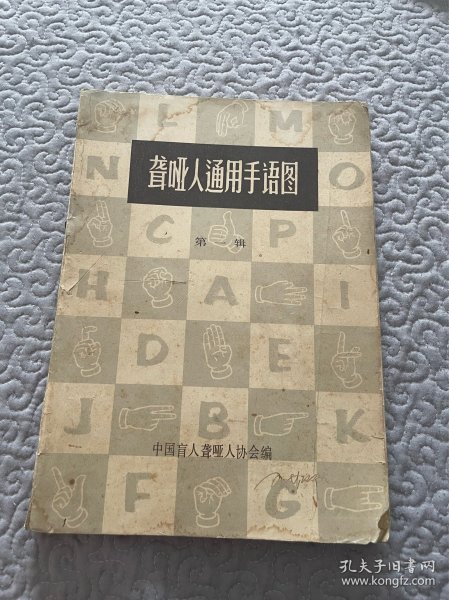 L M
聋哑人通用手语图
N O
C P
第一辑
H A I
D E
J B K
中国盲人聋哑人协会编
F G
孔夫子旧书网
www.kongfz.com